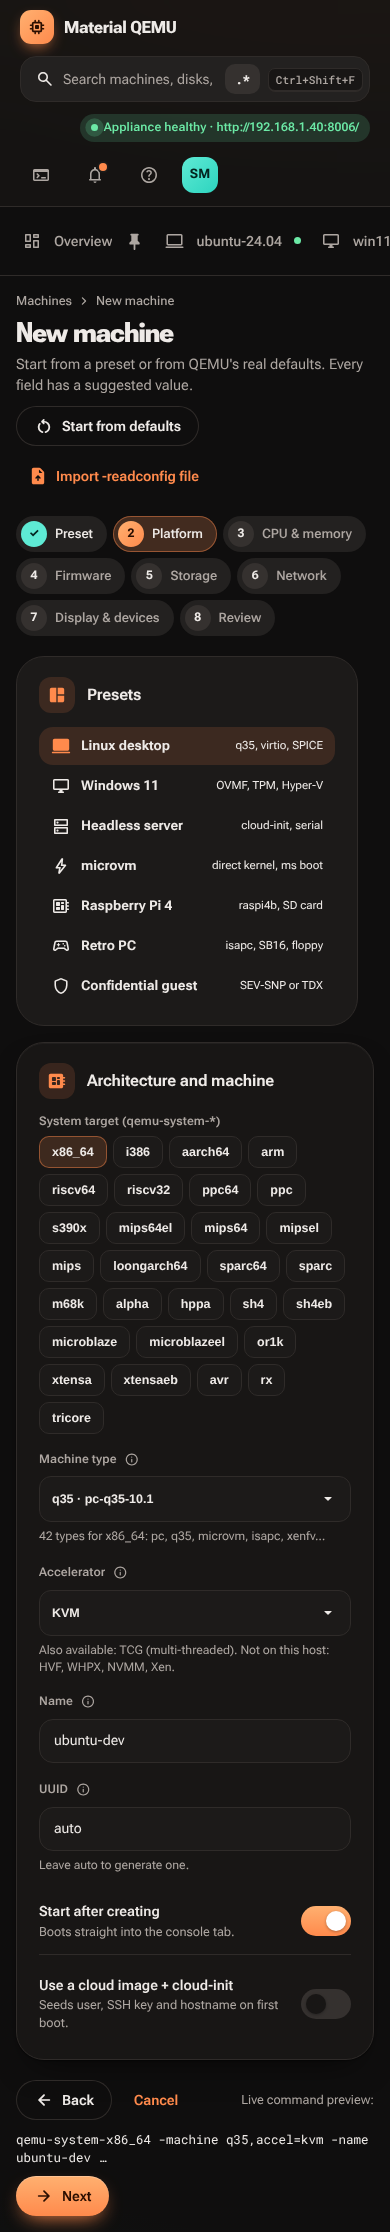 Material QEMU
Search machines, disks, .* Ctrl+Shift+F
Appliance healthy · http://192.168.1.40:8006/
SM
Overview ubuntu-24.04 win11
Machines > New machine
New machine
Start from a preset or from QEMU's real defaults. Every
field has a suggested value.
Start from defaults
Import -readconfig file
Preset 2 Platform 3 CPU & memory
4 Firmware 5 Storage 6 Network
7 Display & devices 8 Review
Presets
Linux desktop q35, virtio, SPICE
Windows 11 OVMF, TPM, Hyper-V
Headless server cloud-init, serial
microvm direct kernel, ms boot
Raspberry Pi 4 raspi4b, SD card
Retro PC isapc, SB16, floppy
Confidential guest SEV-SNP or TDX
Architecture and machine
System target (qemu-system-*)
x86_64 i386 aarch64 arm
riscv64 riscv32 ppc64 ppc
s390x mips64el mips64 mipsel
mips loongarch64 sparc64 sparc
m68k alpha hppa sh4 sh4eb
microblaze microblazeel or1k
xtensa xtensaeb avr rx
tricore
Machine type
q35 · pc-q35-10.1
42 types for x86_64: pc, q35, microvm, isapc, xenfv…
Accelerator
KVM
Also available: TCG (multi-threaded). Not on this host:
HVF, WHPX, NVMM, Xen.
Name
ubuntu-dev
UUID
auto
Leave auto to generate one.
Start after creating
Boots straight into the console tab.
Use a cloud image + cloud-init
Seeds user, SSH key and hostname on first
boot.
Back Cancel Live command preview:
qemu-system-x86_64 -machine q35,accel=kvm -name
ubuntu-dev …
Next